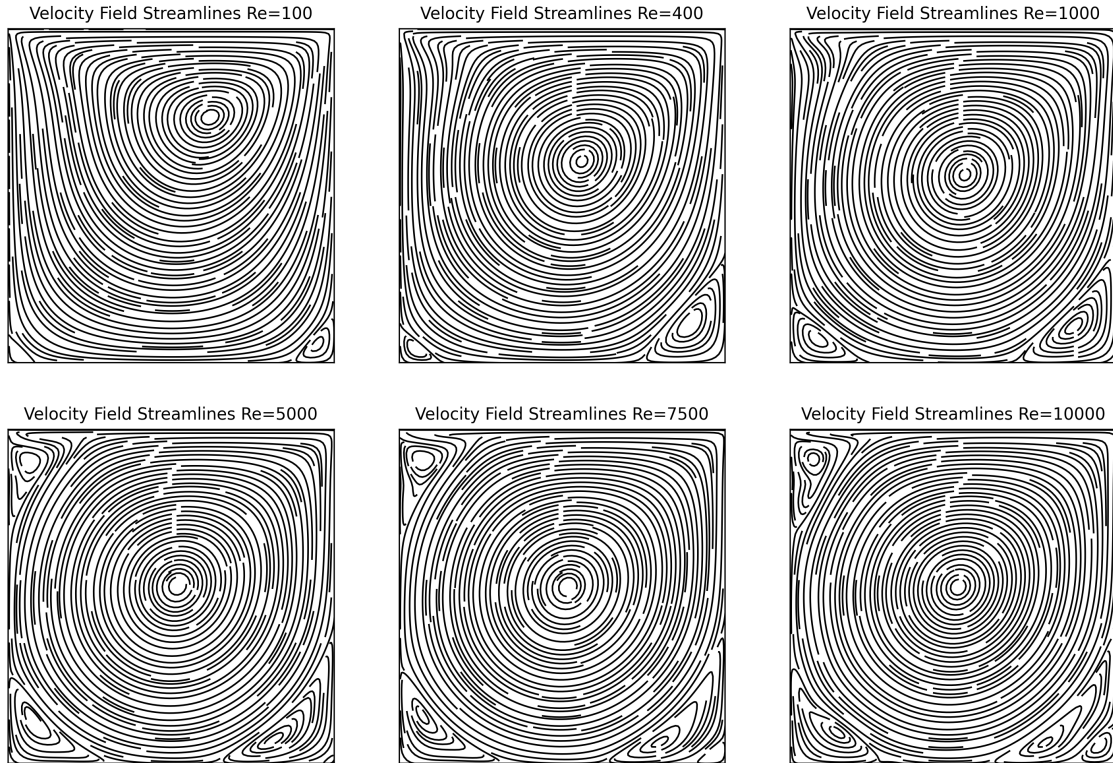 Velocity Field Streamlines Re=100
Velocity Field Streamlines Re=400
Velocity Field Streamlines Re=1000
Velocity Field Streamlines Re=5000
Velocity Field Streamlines Re=7500
Velocity Field Streamlines Re=10000